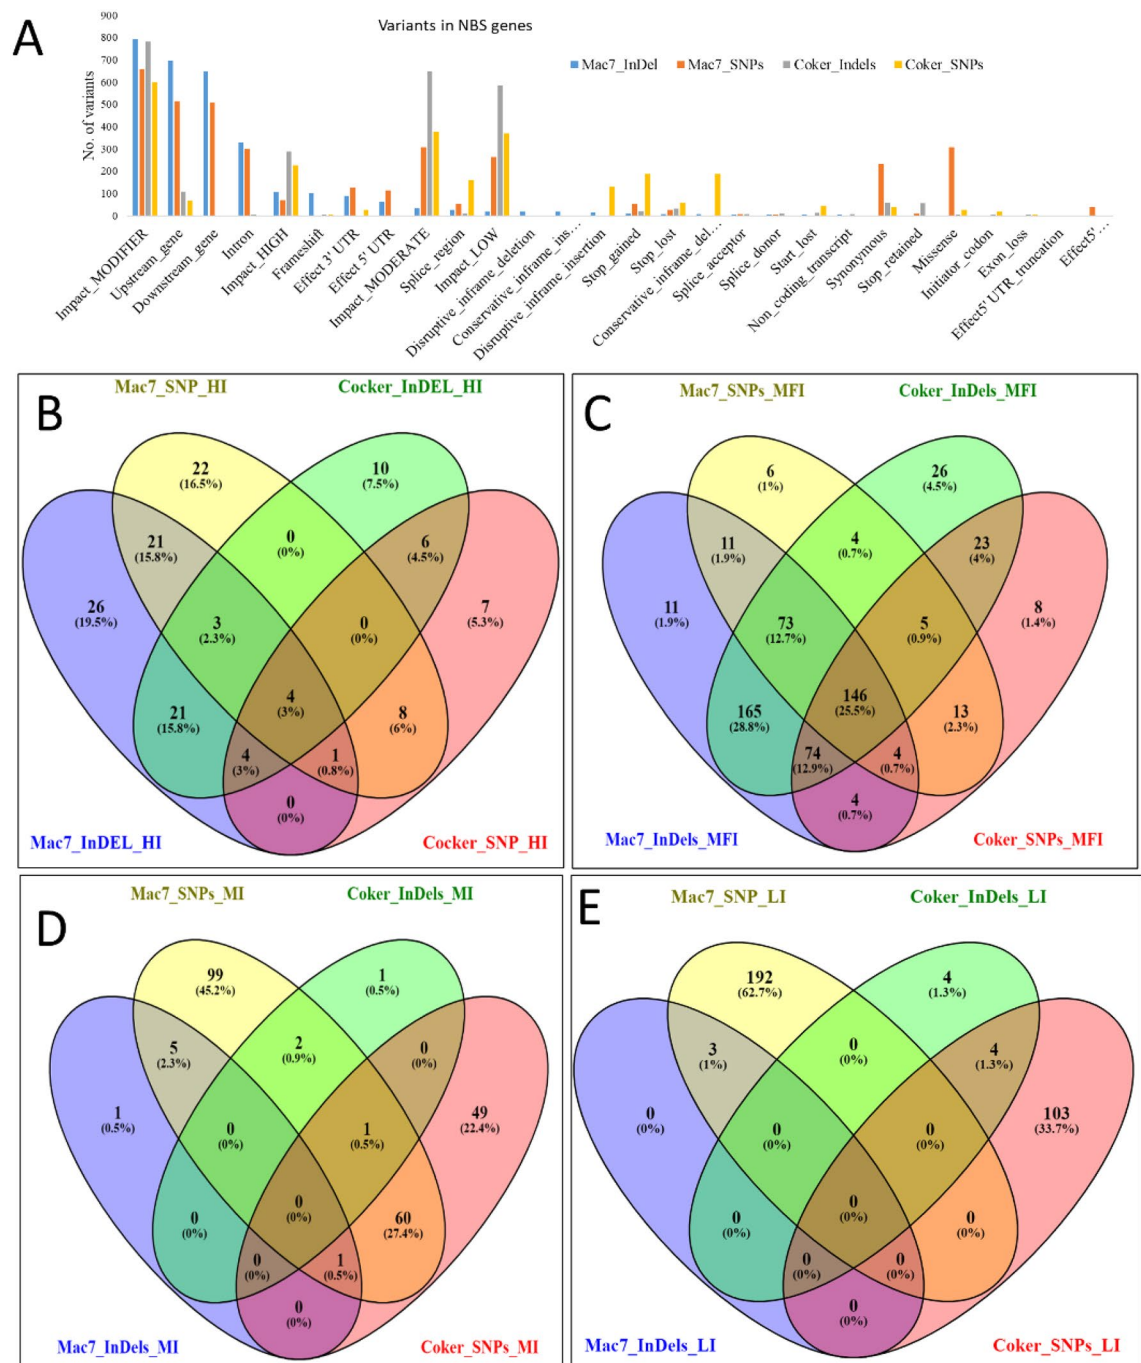 A
Variants in NBS genes
Mac7_InDel Mac7_SNPs Coker_Indels Coker_SNPs
No. of variants
900
800
700
600
500
400
300
200
100
0
Impact_MODIFIER
Upstream_gene
Downstream_gene
Intron
Impact_HIGH
Frameshift
Effect 3' UTR
Effect 5' UTR
Impact_MODERATE
Splice_region
Impact_LOW
Disruptive_inframe_deletion
Conservative_inframe_ins…
Disruptive_inframe_insertion
Stop_gained
Stop_lost
Conservative_inframe_del…
Splice_acceptor
Splice_donor
Start_lost
Non_coding_transcript
Synonymous
Stop_retained
Missense
Initiator_codon
Exon_loss
Effect5' UTR_truncation
Effect5'…
B
Mac7_SNP_HI Cocker_InDEL_HI
22 10
(16.5%) (7.5%)
21 0 6
(15.8%) (0%) (4.5%)
26 3 0 7
(19.5%) (2.3%) (0%) (5.3%)
4
(3%)
21 8
(15.8%) (6%)
4 1
(3%) (0.8%)
0
(0%)
Mac7_InDEL_HI Cocker_SNP_HI
C
Mac7_SNPs_MFI Coker_InDels_MFI
6 26
(1%) (4.5%)
11 4 23
(1.9%) (0.7%) (4%)
11 73 5 8
(1.9%) (12.7%) (0.9%) (1.4%)
146
(25.5%)
165 13
(28.8%) (2.3%)
74 4
(12.9%) (0.7%)
4
(0.7%)
Mac7_InDels_MFI Coker_SNPs_MFI
D
Mac7_SNPs_MI Coker_InDels_MI
99 1
(45.2%) (0.5%)
5 2 0
(2.3%) (0.9%) (0%)
1 0 1 49
(0.5%) (0%) (0.5%) (22.4%)
0
(0%)
0 60
(0%) (27.4%)
0 1
(0%) (0.5%)
0
(0%)
Mac7_InDels_MI Coker_SNPs_MI
E
Mac7_SNP_LI Coker_InDels_LI
192 4
(62.7%) (1.3%)
3 0 4
(1%) (0%) (1.3%)
0 0 0 103
(0%) (0%) (0%) (33.7%)
0
(0%)
0 0
(0%) (0%)
0 0
(0%) (0%)
0
(0%)
Mac7_InDels_LI Coker_SNPs_LI